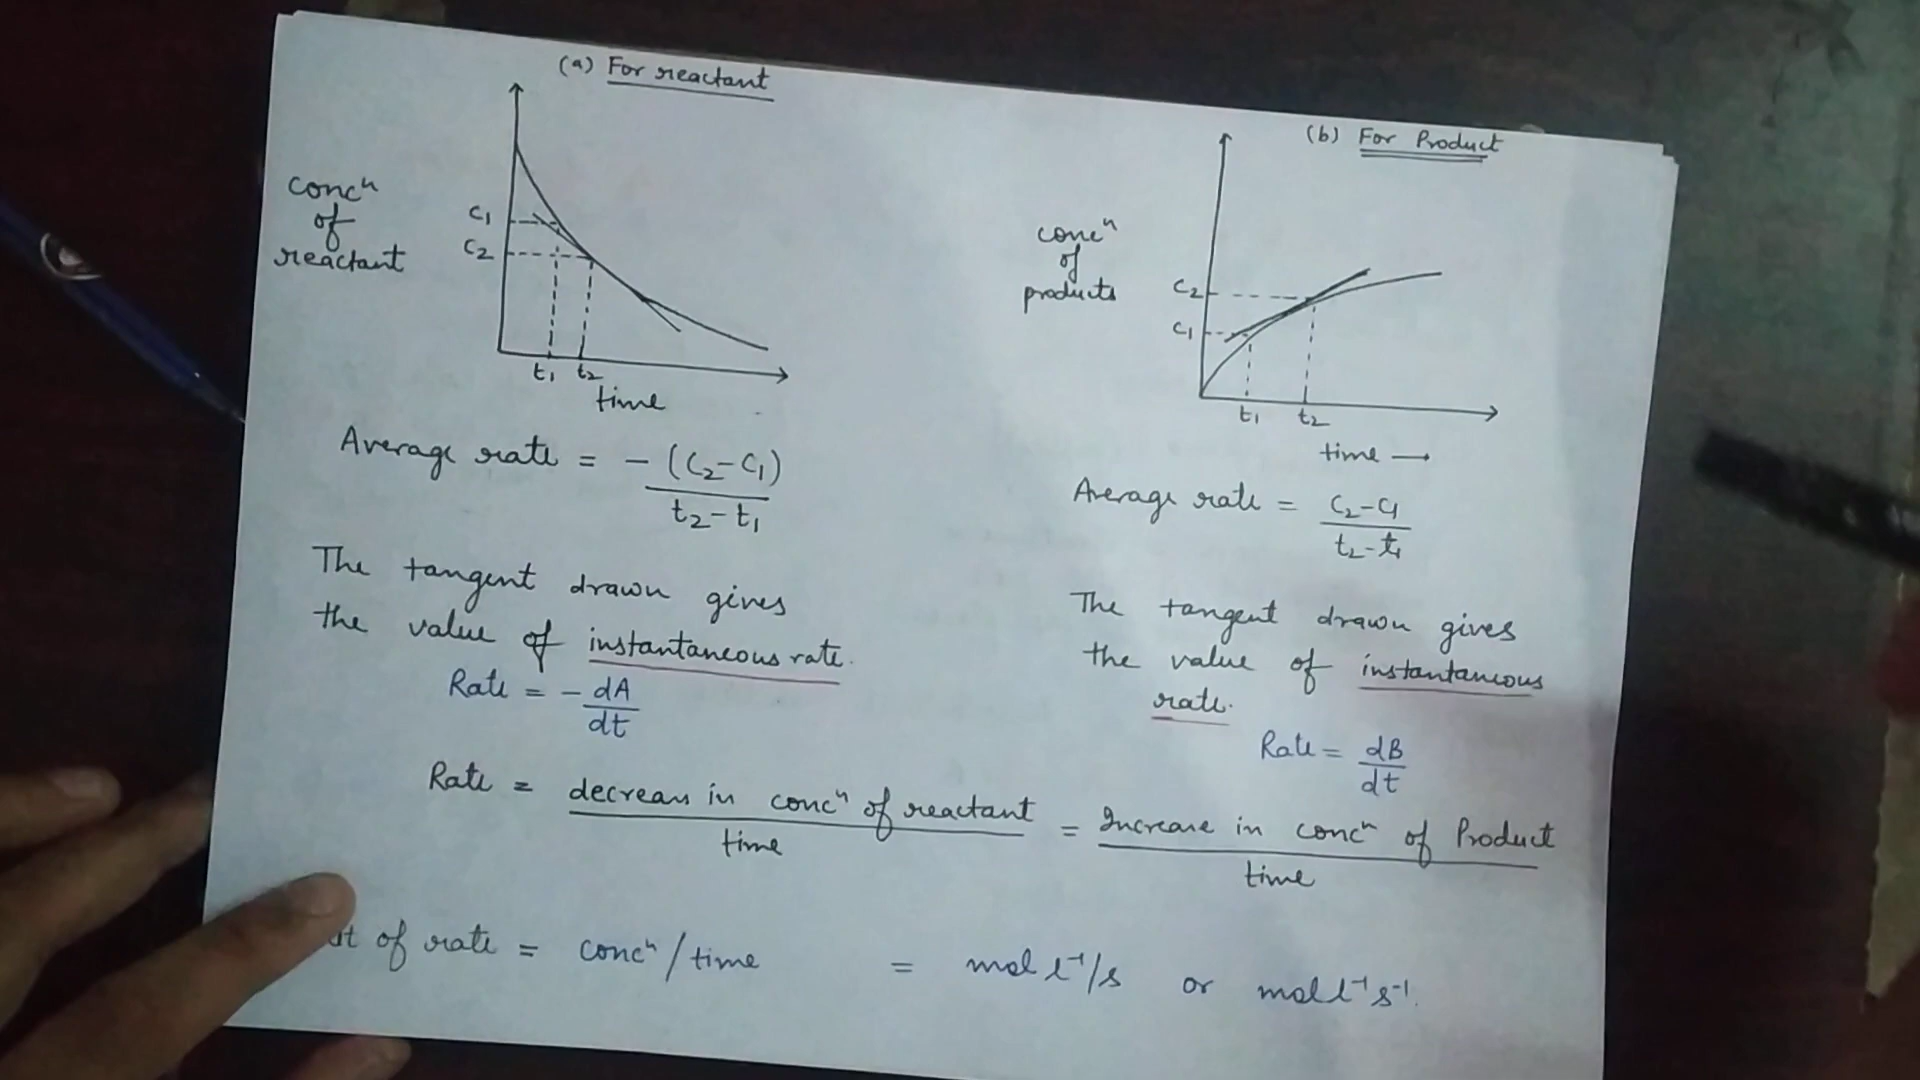 (a) For reactant
concⁿ
of
reactant
C₁
C₂
t₁ t₂
time
Average rate = - (C₂-C₁)
t₂-t₁
The tangent drawn gives
the value of instantaneous rate.
Rate = - dA
dt
(b) For Product
concⁿ
of
products
C₂
C₁
t₁ t₂
time →
Average rate = C₂-C₁
t₂-t₁
The tangent drawn gives
the value of instantaneous
rate.
Rate = dB
dt
Rate = decrease in concⁿ of reactant = Increase in concⁿ of Product
time time
of rate = concⁿ/time = mol l⁻¹/s or mol l⁻¹ s⁻¹.